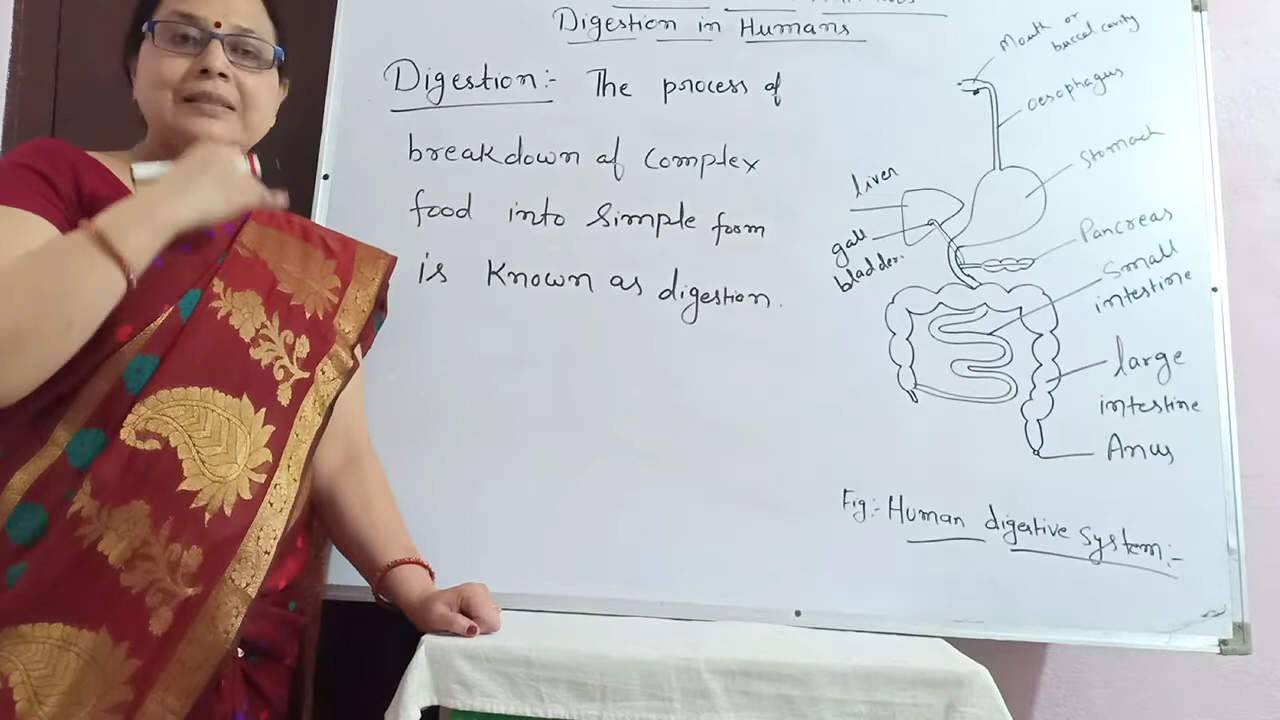 Digestion in Humans
Digestion:- The process of
breakdown of complex
food into simple form
is known as digestion.
Mouth or
buccal cavity
oesophagus
Stomach
liver
gall
bladder.
Pancreas
Small
intestine
large
intestine
Anus
Fig:- Human digestive System:-